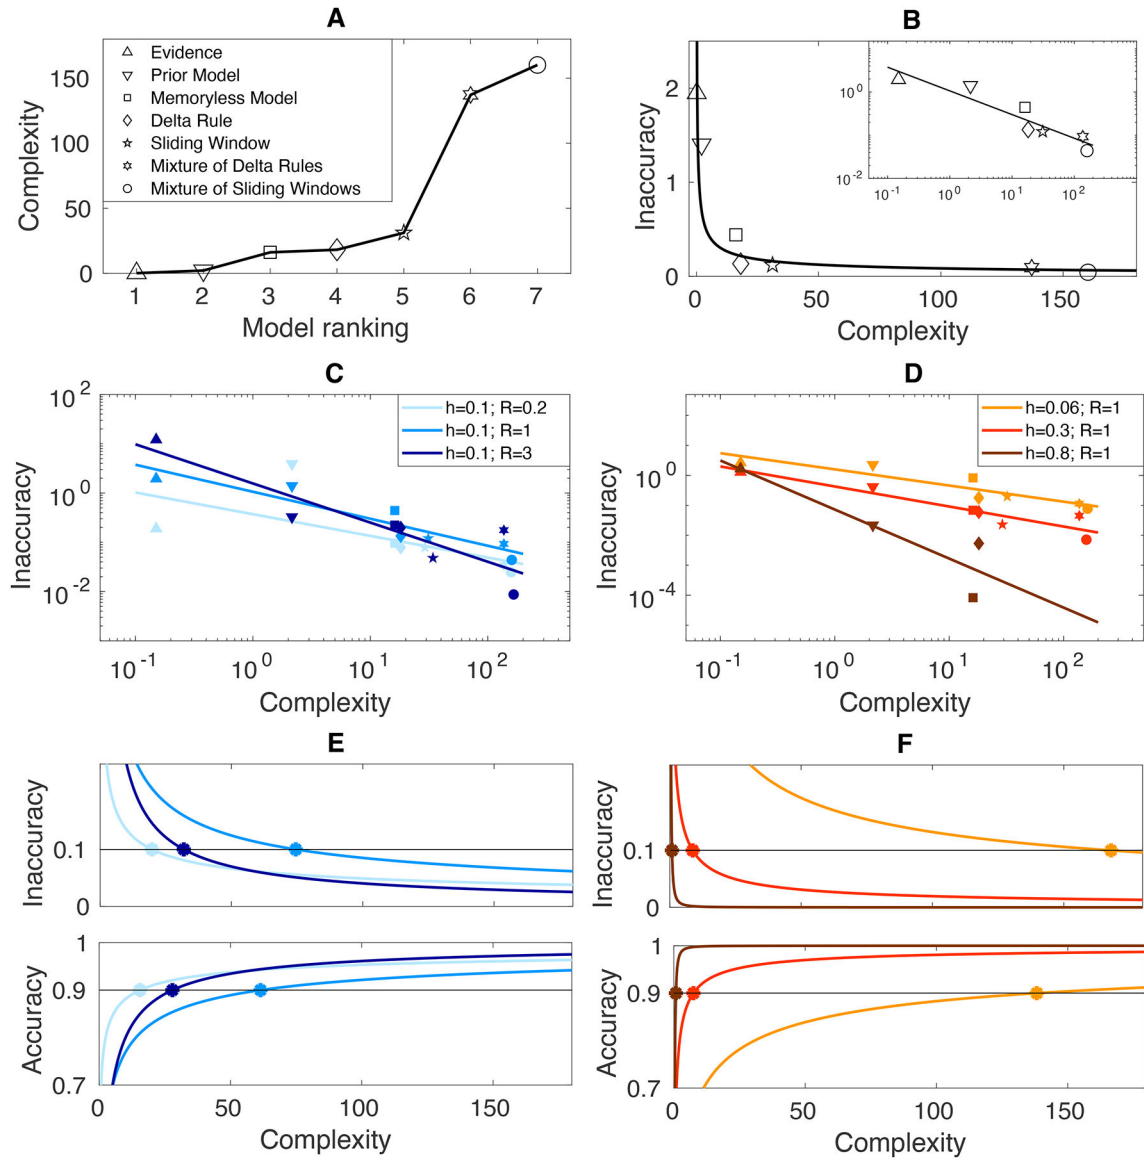 A
Complexity
150
100
50
0
Evidence
Prior Model
Memoryless Model
Delta Rule
Sliding Window
Mixture of Delta Rules
Mixture of Sliding Windows
1 2 3 4 5 6 7
Model ranking
B
Inaccuracy
2
1
0
10^0
10^-2
10^-1 10^0 10^1 10^2
0 50 100 150
Complexity
C
Inaccuracy
10^2
10^0
10^-2
h=0.1; R=0.2
h=0.1; R=1
h=0.1; R=3
10^-1 10^0 10^1 10^2
Complexity
D
Inaccuracy
10^0
10^-4
h=0.06; R=1
h=0.3; R=1
h=0.8; R=1
10^-1 10^0 10^1 10^2
Complexity
E
Inaccuracy
0.1
0
Accuracy
1
0.9
0.7
0 50 100 150
Complexity
F
Inaccuracy
0.1
0
Accuracy
1
0.9
0.7
0 50 100 150
Complexity